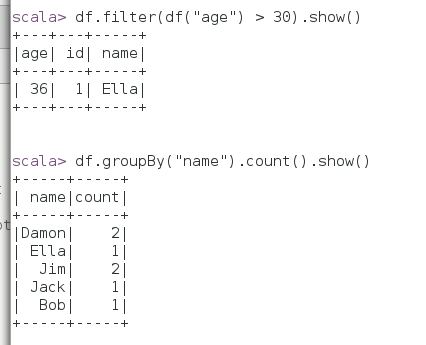 scala> df.filter(df("age") > 30).show()
+---+---+-----+
|age| id| name|
+---+---+-----+
| 36|  1| Ella|
+---+---+-----+
scala> df.groupBy("name").count().show()
+-----+-----+
| name|count|
+-----+-----+
|Damon|    2|
| Ella|    1|
|  Jim|    2|
| Jack|    1|
|  Bob|    1|
+-----+-----+